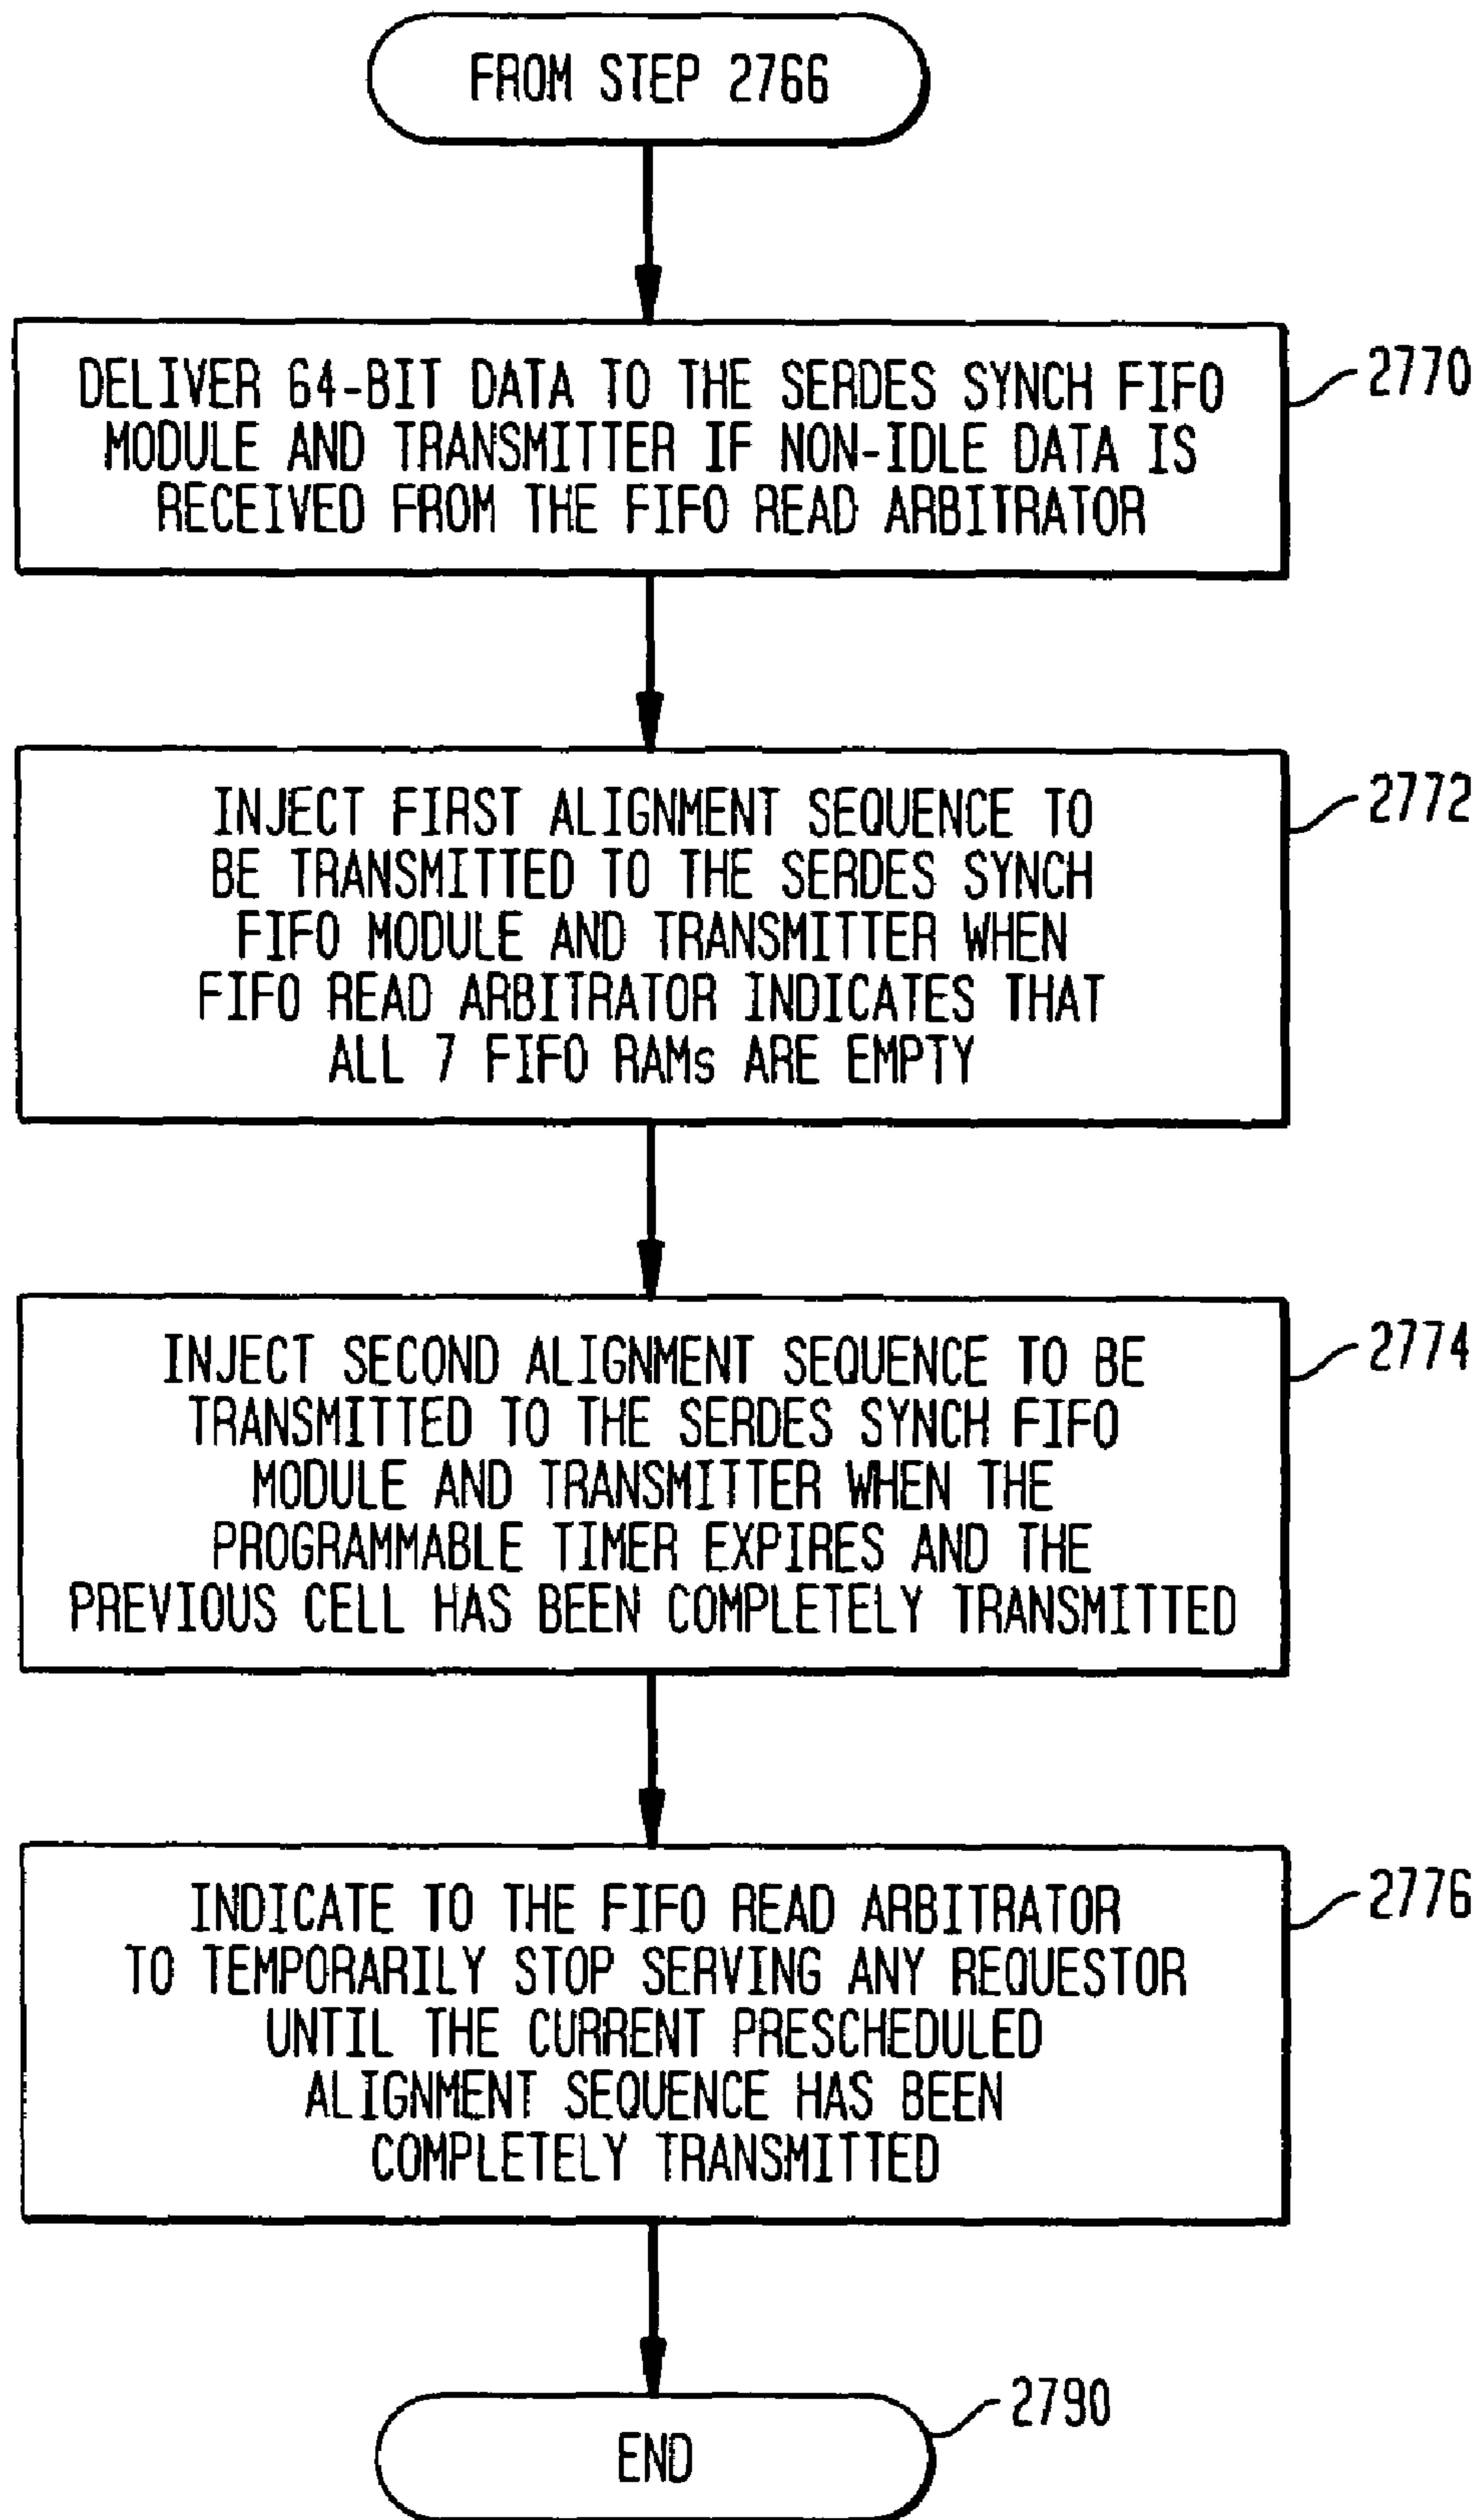 FROM STEP 2766
DELIVER 64-BIT DATA TO THE SERDES SYNCH FIFO
MODULE AND TRANSMITTER IF NON-IDLE DATA IS
RECEIVED FROM THE FIFO READ ARBITRATOR
2770
INJECT FIRST ALIGNMENT SEQUENCE TO
BE TRANSMITTED TO THE SERDES SYNCH
FIFO MODULE AND TRANSMITTER WHEN
FIFO READ ARBITRATOR INDICATES THAT
ALL 7 FIFO RAMs ARE EMPTY
2772
INJECT SECOND ALIGNMENT SEQUENCE TO BE
TRANSMITTED TO THE SERDES SYNCH FIFO
MODULE AND TRANSMITTER WHEN THE
PROGRAMMABLE TIMER EXPIRES AND THE
PREVIOUS CELL HAS BEEN COMPLETELY TRANSMITTED
2774
INDICATE TO THE FIFO READ ARBITRATOR
TO TEMPORARILY STOP SERVING ANY REQUESTOR
UNTIL THE CURRENT PRESCHEDULED
ALIGNMENT SEQUENCE HAS BEEN
COMPLETELY TRANSMITTED
2776
END
2790